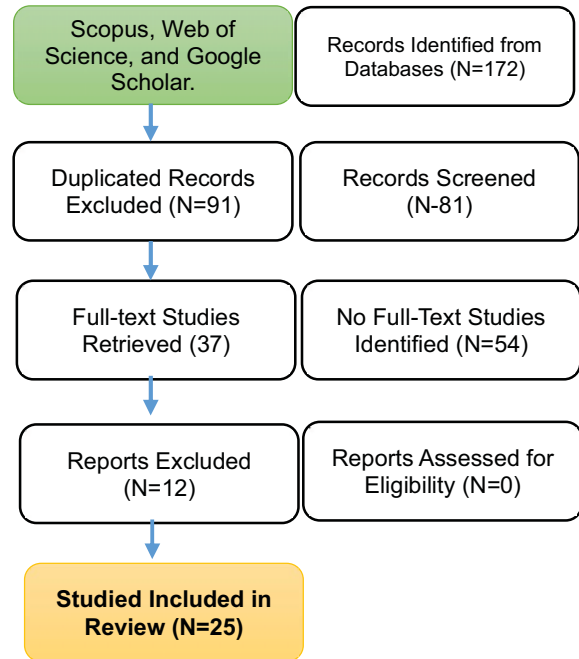 Scopus, Web of
Science, and Google
Scholar.
Records Identified from
Databases (N=172)
Duplicated Records
Excluded (N=91)
Records Screened
(N-81)
Full-text Studies
Retrieved (37)
No Full-Text Studies
Identified (N=54)
Reports Excluded
(N=12)
Reports Assessed for
Eligibility (N=0)
Studied Included in
Review (N=25)